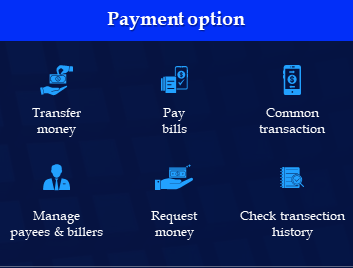 Payment option
Transfer
money
Pay
bills
Common
transaction
Manage
payees & billers
Request
money
Check transection
history